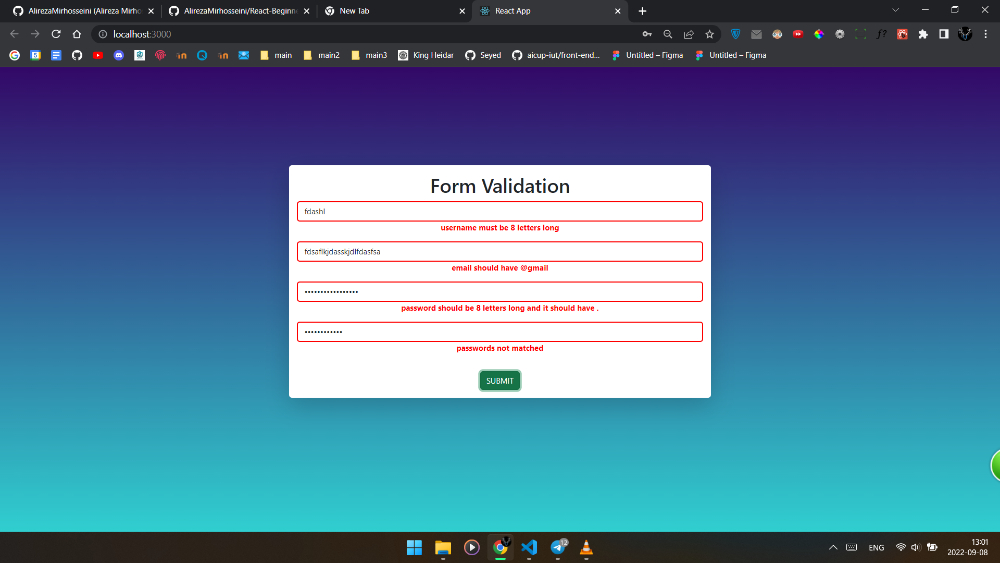 AlirezaMirhosseini (Alireza Mirho
AlirezaMirhosseini/React-Beginne
New Tab
React App
localhost:3000
main
main2
main3
King Heidar
Seyed
aicup-iut/front-end...
Untitled – Figma
Untitled – Figma
Form Validation
fdashl
username must be 8 letters long
email should have @gmail
••••••••••••••••••
password should be 8 letters long and it should have .
••••••••••••
passwords not matched
SUBMIT
12
ENG
13:01
2022-09-08